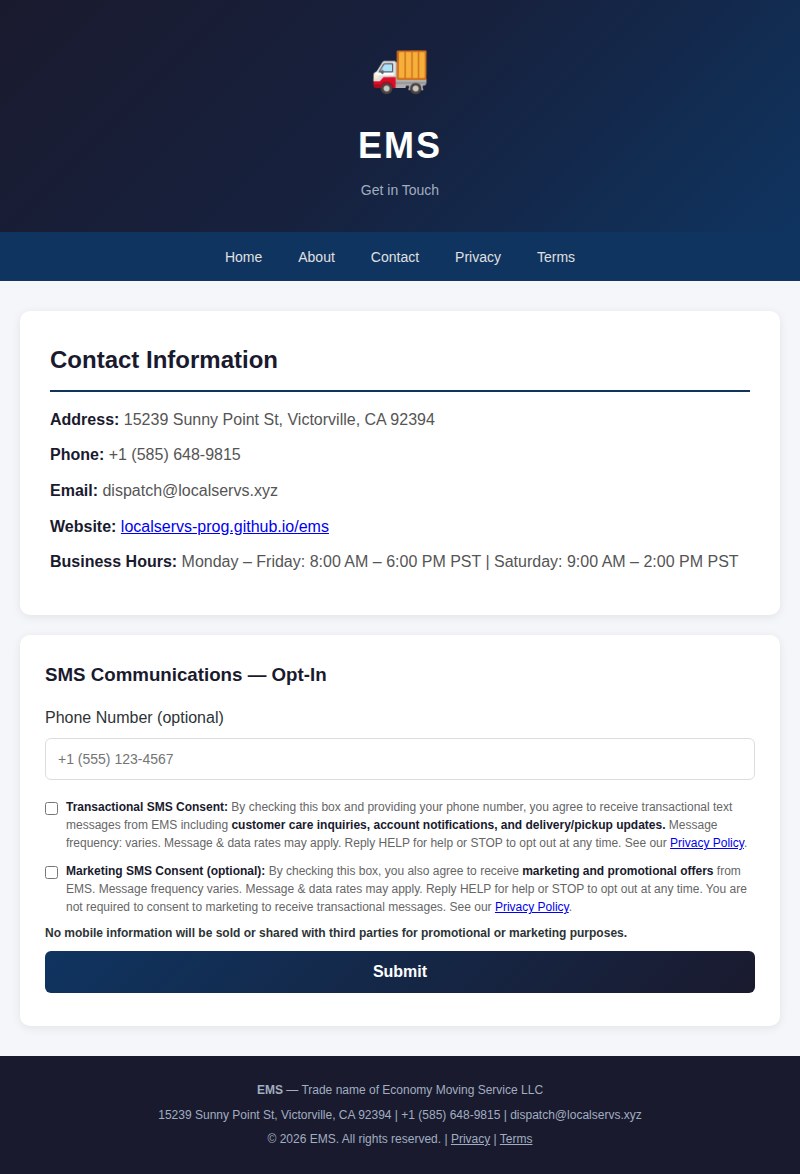 EMS
Get in Touch
Home About Contact Privacy Terms
Contact Information
Address: 15239 Sunny Point St, Victorville, CA 92394
Phone: +1 (585) 648-9815
Email: dispatch@localservs.xyz
Website: localservs-prog.github.io/ems
Business Hours: Monday – Friday: 8:00 AM – 6:00 PM PST | Saturday: 9:00 AM – 2:00 PM PST
SMS Communications — Opt-In
Phone Number (optional)
+1 (555) 123-4567
Transactional SMS Consent: By checking this box and providing your phone number, you agree to receive transactional text
messages from EMS including customer care inquiries, account notifications, and delivery/pickup updates. Message
frequency: varies. Message & data rates may apply. Reply HELP for help or STOP to opt out at any time. See our Privacy Policy.
Marketing SMS Consent (optional): By checking this box, you also agree to receive marketing and promotional offers from
EMS. Message frequency varies. Message & data rates may apply. Reply HELP for help or STOP to opt out at any time. You are
not required to consent to marketing to receive transactional messages. See our Privacy Policy.
No mobile information will be sold or shared with third parties for promotional or marketing purposes.
Submit
EMS — Trade name of Economy Moving Service LLC
15239 Sunny Point St, Victorville, CA 92394 | +1 (585) 648-9815 | dispatch@localservs.xyz
© 2026 EMS. All rights reserved. | Privacy | Terms